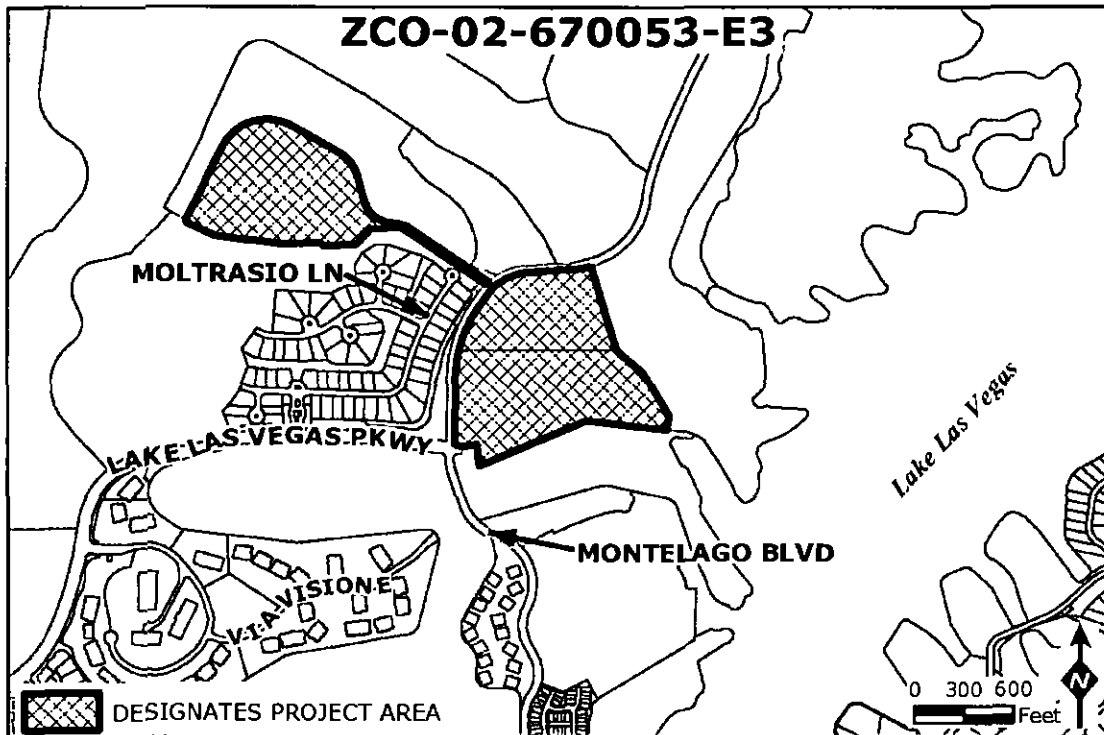 ZCO-02-670053-E3
MOLTRASIO LN
LAKE LAS VEGAS PKWY
Lake Las Vegas
MONTELAGO BLVD
VIA VISIONE
DESIGNATES PROJECT AREA
0 300 600
Feet
N